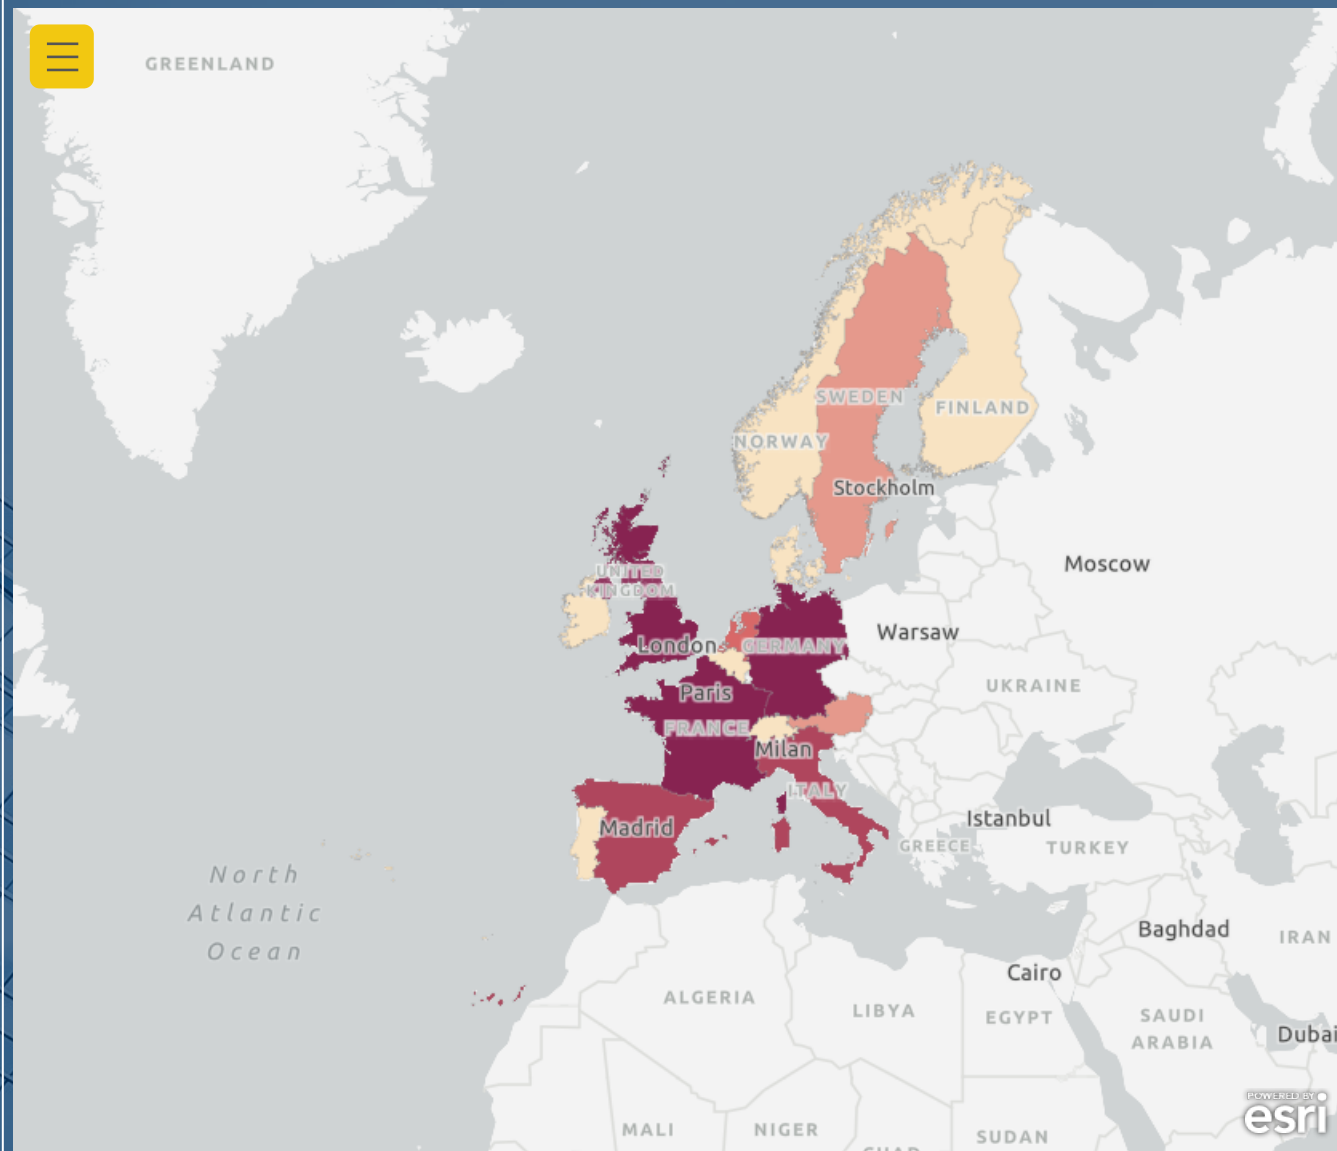 GREENLAND
SWEDEN
FINLAND
NORWAY
Stockholm
Moscow
UNITED
KINGDOM
Warsaw
London
GERMANY
UKRAINE
Paris
FRANCE
Milan
ITALY
Istanbul
Madrid
GREECE
TURKEY
North
Atlantic
Ocean
Baghdad
IRAN
Cairo
ALGERIA
LIBYA
EGYPT
SAUDI
ARABIA
Dubai
POWERED BY
esri
MALI
NIGER
SUDAN
CHAD